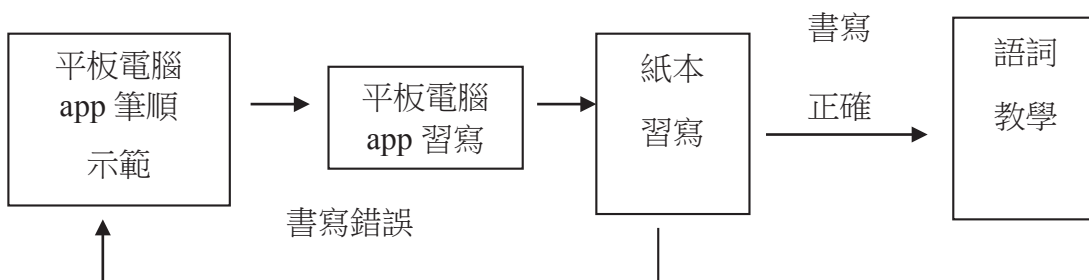 平板電腦
app 筆順
示範
平板電腦
app 習寫
紙本
習寫
書寫
正確
語詞
教學
書寫錯誤